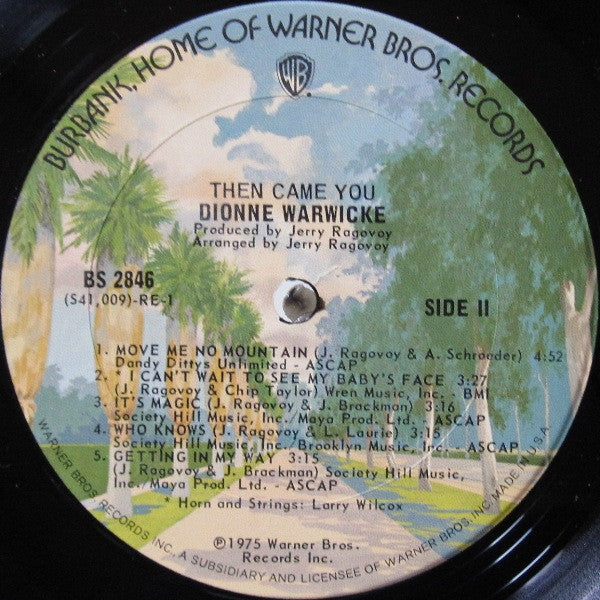 BURBANK, HOME OF WARNER BROS. RECORDS
WB
THEN CAME YOU
DIONNE WARWICKE
Produced by Jerry Ragovoy
Arranged by Jerry Ragovoy
BS 2846
(S41,009)-RE-1
SIDE II
1. MOVE ME NO MOUNTAIN (J. Ragovoy & A. Schroeder) 4:52
Dandy Dittys Unlimited - ASCAP
2. * I CAN'T WAIT TO SEE MY BABY'S FACE 3:27
(J. Ragovoy & Chip Taylor) Wren Music, Inc. - BMI
3. IT'S MAGIC (J. Ragovoy & J. Brackman) 3:16
Society Hill Music, Inc./Maya Prod. Ltd. - ASCAP
4. WHO KNOWS (J. Ragovoy & L. Laurie) 3:15
Society Hill Music, Inc./Brooklyn Music, Inc. - ASCAP
5. GETTING IN MY WAY 3:15
(J. Ragovoy & J. Brackman) Society Hill Music,
Inc./Maya Prod. Ltd. - ASCAP
* Horn and Strings: Larry Wilcox
℗©1975 Warner Bros.
Records Inc.
WARNER BROS. RECORDS INC., A SUBSIDIARY AND LICENSEE OF WARNER BROS. INC. MADE IN U.S.A.